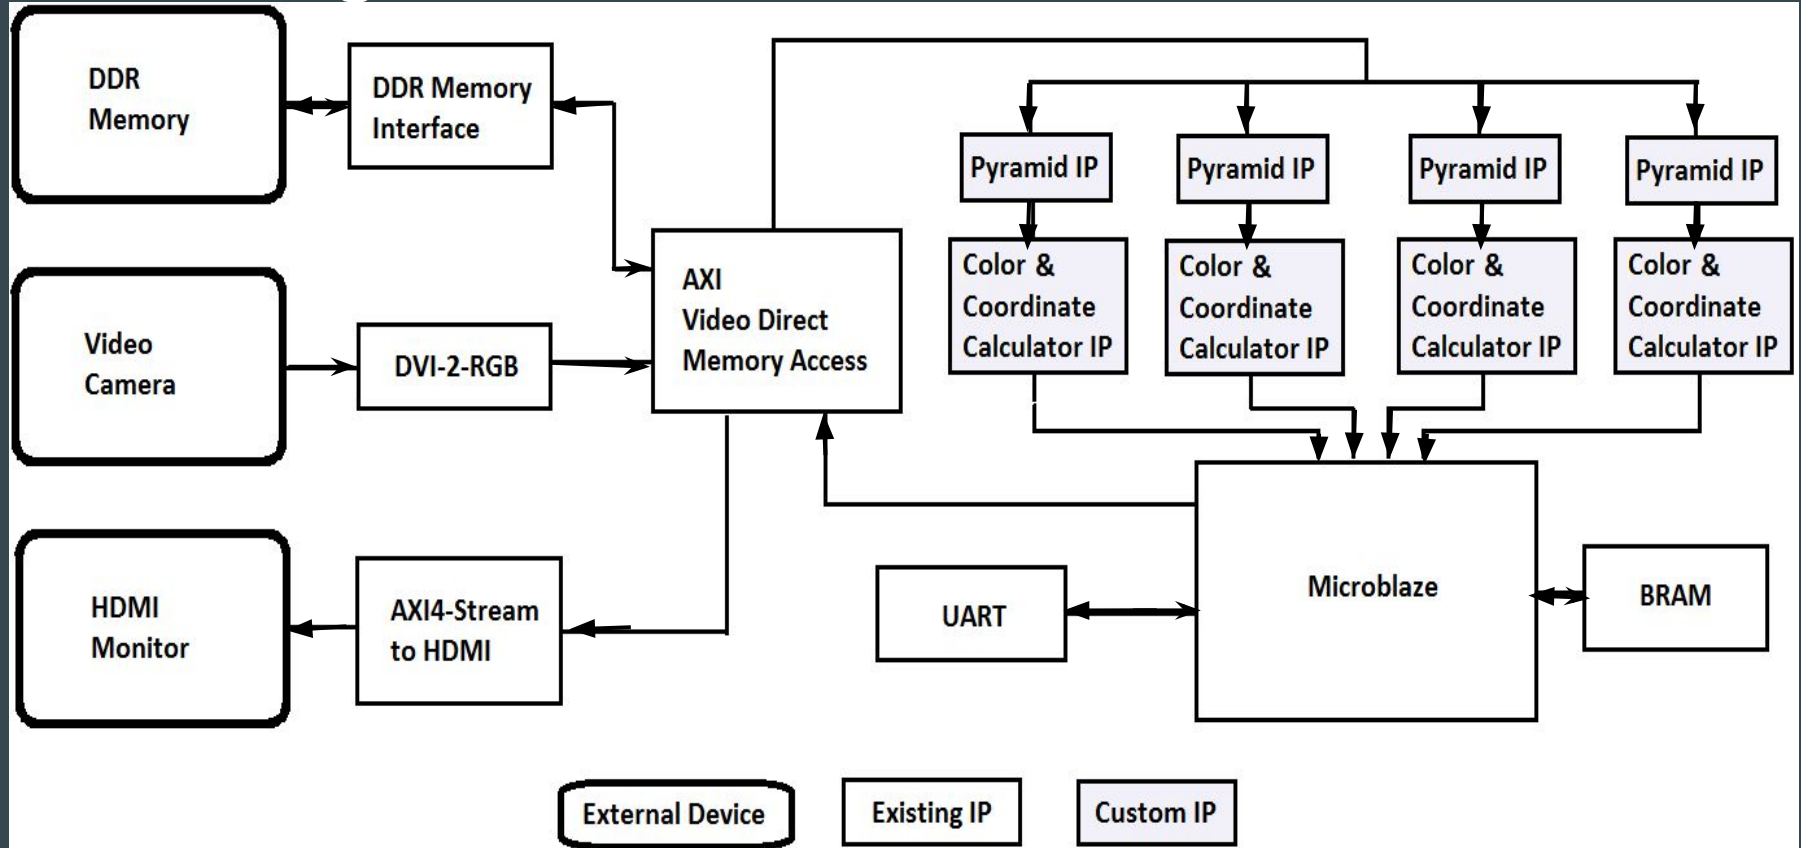 DDR
Memory
DDR Memory
Interface
Pyramid IP
Pyramid IP
Pyramid IP
Pyramid IP
Color &
Coordinate
Calculator IP
Color &
Coordinate
Calculator IP
Color &
Coordinate
Calculator IP
Color &
Coordinate
Calculator IP
AXI
Video Direct
Memory Access
Video
Camera
DVI-2-RGB
HDMI
Monitor
AXI4-Stream
to HDMI
UART
Microblaze
BRAM
External Device
Existing IP
Custom IP